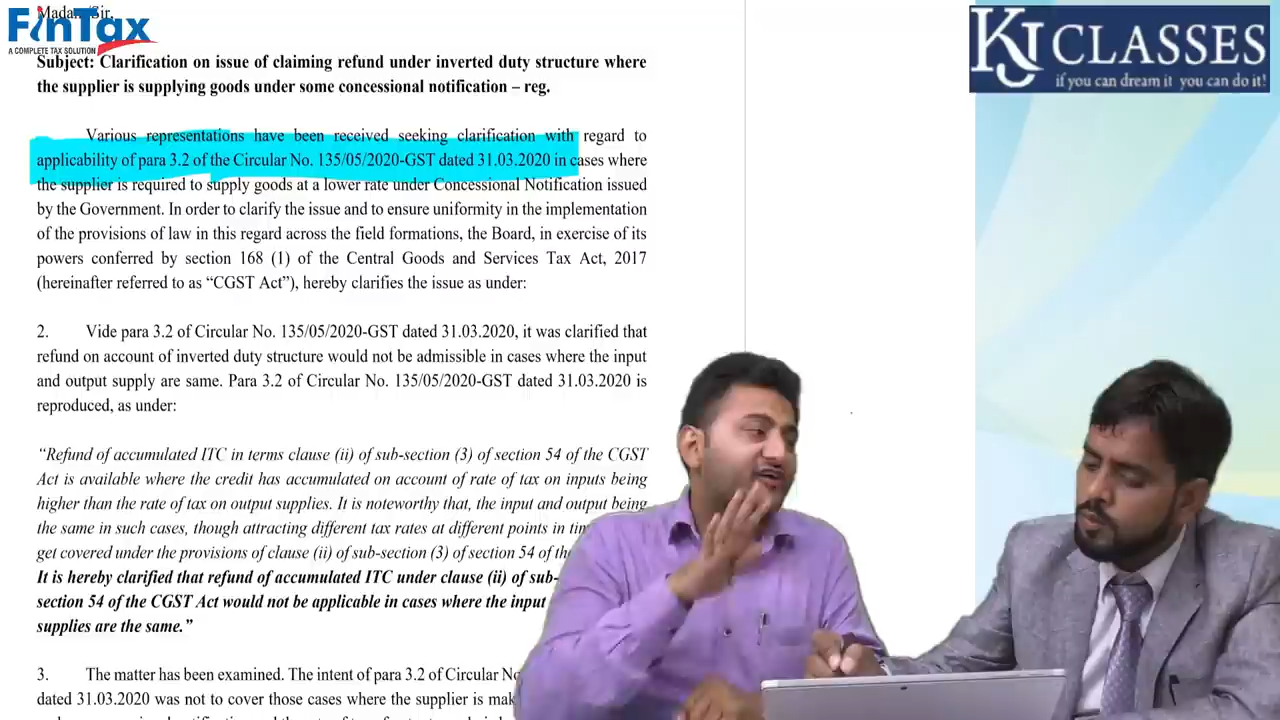 Madam/Sir,
FinTax
A COMPLETE TAX SOLUTION
KJ CLASSES
if you can dream it you can do it!
Subject: Clarification on issue of claiming refund under inverted duty structure where
the supplier is supplying goods under some concessional notification – reg.
Various representations have been received seeking clarification with regard to
applicability of para 3.2 of the Circular No. 135/05/2020-GST dated 31.03.2020 in cases where
the supplier is required to supply goods at a lower rate under Concessional Notification issued
by the Government. In order to clarify the issue and to ensure uniformity in the implementation
of the provisions of law in this regard across the field formations, the Board, in exercise of its
powers conferred by section 168 (1) of the Central Goods and Services Tax Act, 2017
(hereinafter referred to as “CGST Act”), hereby clarifies the issue as under:
2. Vide para 3.2 of Circular No. 135/05/2020-GST dated 31.03.2020, it was clarified that
refund on account of inverted duty structure would not be admissible in cases where the input
and output supply are same. Para 3.2 of Circular No. 135/05/2020-GST dated 31.03.2020 is
reproduced, as under:
“Refund of accumulated ITC in terms clause (ii) of sub-section (3) of section 54 of the CGST
Act is available where the credit has accumulated on account of rate of tax on inputs being
higher than the rate of tax on output supplies. It is noteworthy that, the input and output being
the same in such cases, though attracting different tax rates at different points in
get covered under the provisions of clause (ii) of sub-section (3) of section 54 of
It is hereby clarified that refund of accumulated ITC under clause (ii) of sub-
section 54 of the CGST Act would not be applicable in cases where the input
supplies are the same.”
3. The matter has been examined. The intent of para 3.2 of Circular
dated 31.03.2020 was not to cover those cases where the supplier is